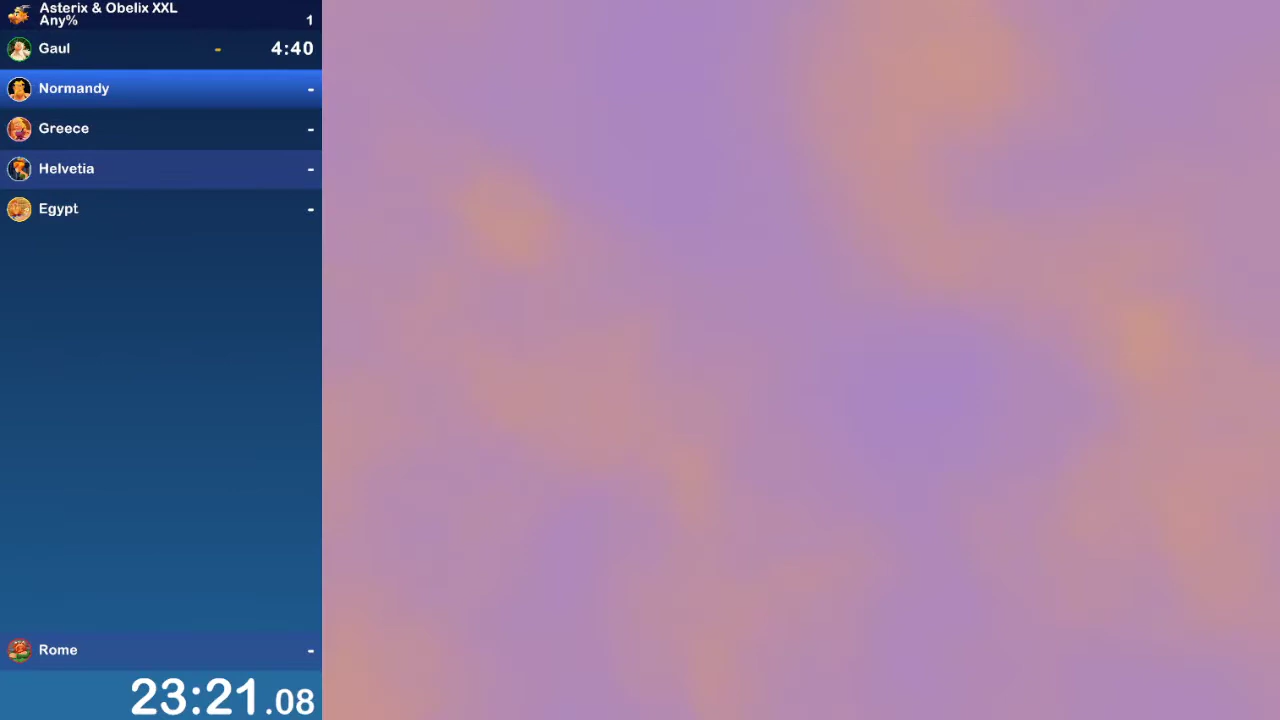 Asterix & Obelix XXL
Any% 1
Gaul - 4:40
Normandy -
Greece -
Helvetia -
Egypt -
Rome -
23:21.08